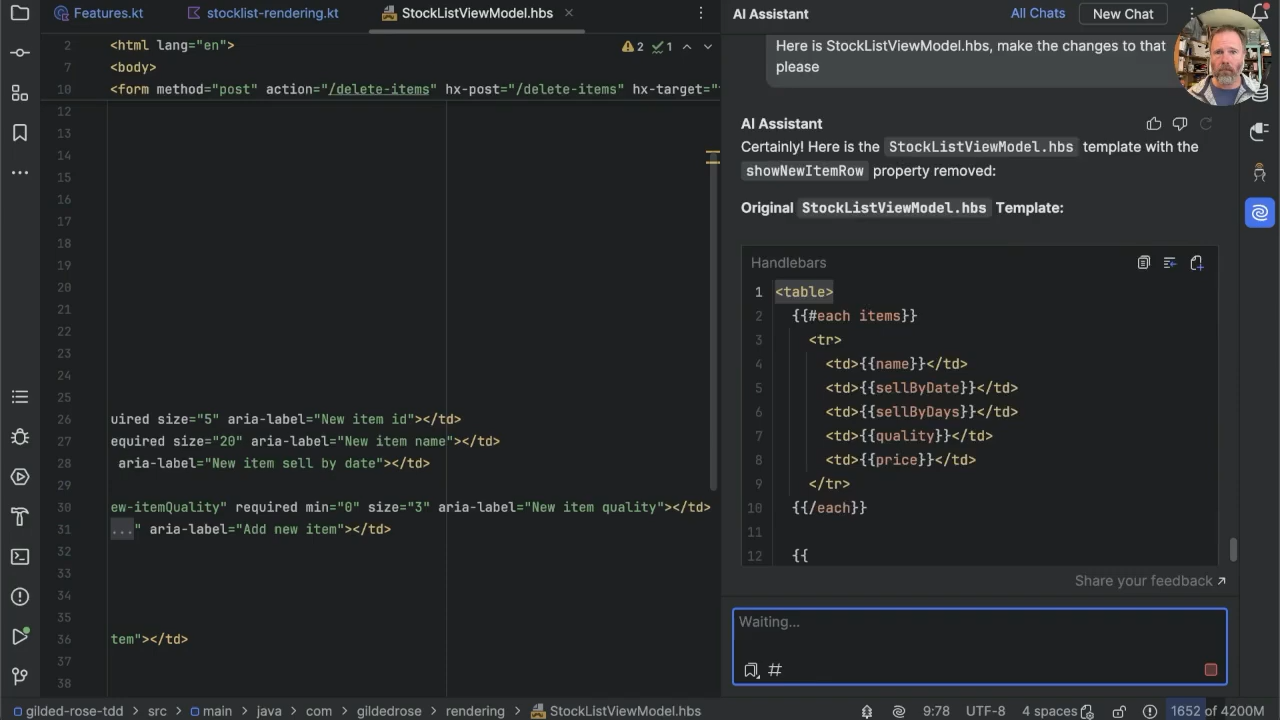 Features.kt
stocklist-rendering.kt
StockListViewModel.hbs
AI Assistant
All Chats
New Chat
2 <html lang="en">
2 1
7 <body>
10 <form method="post" action="/delete-items" hx-post="/delete-items" hx-target="
12
13
14
15
16
17
18
19
20
21
22
23
24
25
26 uired size="5" aria-label="New item id"></td>
27 equired size="20" aria-label="New item name"></td>
28 aria-label="New item sell by date"></td>
29
30 ew-itemQuality" required min="0" size="3" aria-label="New item quality"></td>
31 ..." aria-label="Add new item"></td>
32
33
34
35
36 tem"></td>
37
38
Here is StockListViewModel.hbs, make the changes to that
please
AI Assistant
Certainly! Here is the StockListViewModel.hbs template with the
showNewItemRow property removed:
Original StockListViewModel.hbs Template:
Handlebars
1 <table>
2 {{#each items}}
3 <tr>
4 <td>{{name}}</td>
5 <td>{{sellByDate}}</td>
6 <td>{{sellByDays}}</td>
7 <td>{{quality}}</td>
8 <td>{{price}}</td>
9 </tr>
10 {{/each}}
11
12 {{
Share your feedback ↗
Waiting...
#
gilded-rose-tdd > src > main > java > com > gildedrose > rendering > StockListViewModel.hbs
9:78 UTF-8 4 spaces 1652 of 4200M